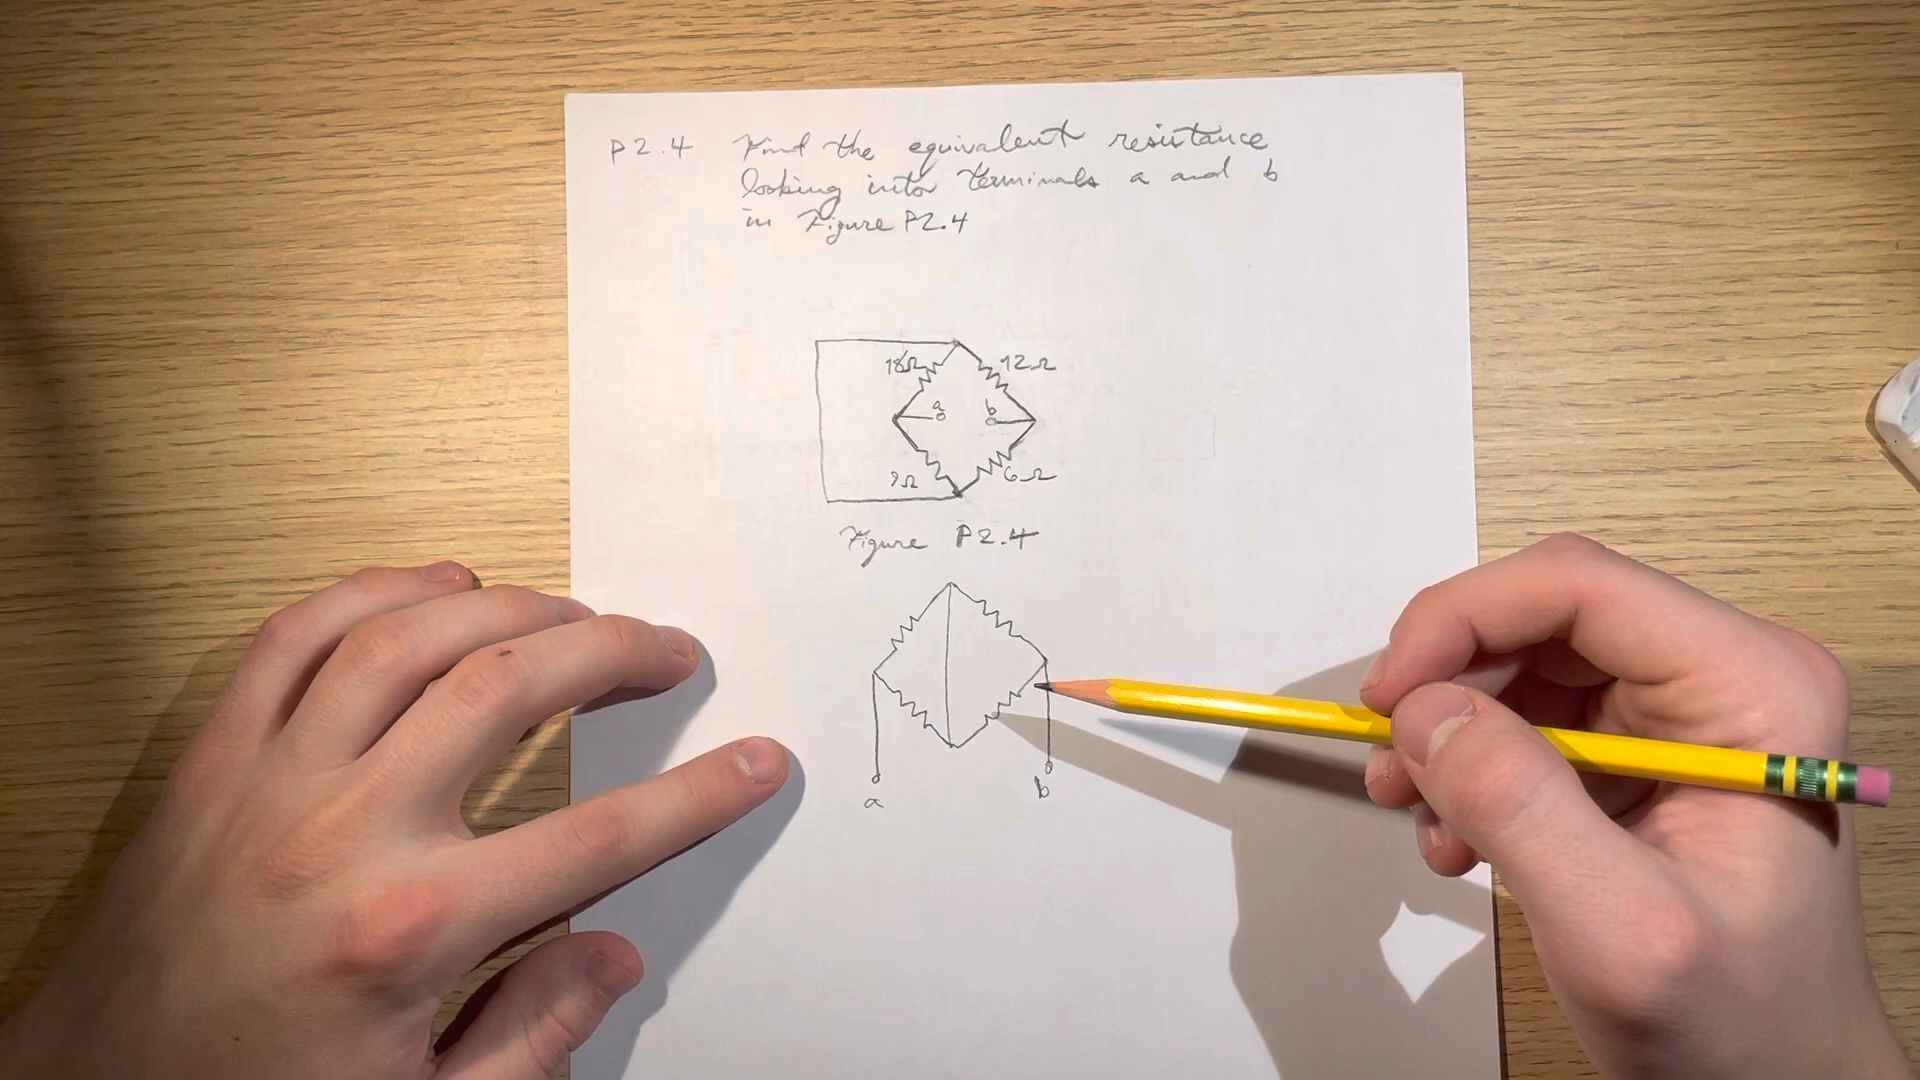 P2.4 Find the equivalent resistance
looking into terminals a and b
in Figure P2.4
18Ω 12Ω
a b
9Ω 6Ω
Figure P2.4
a b